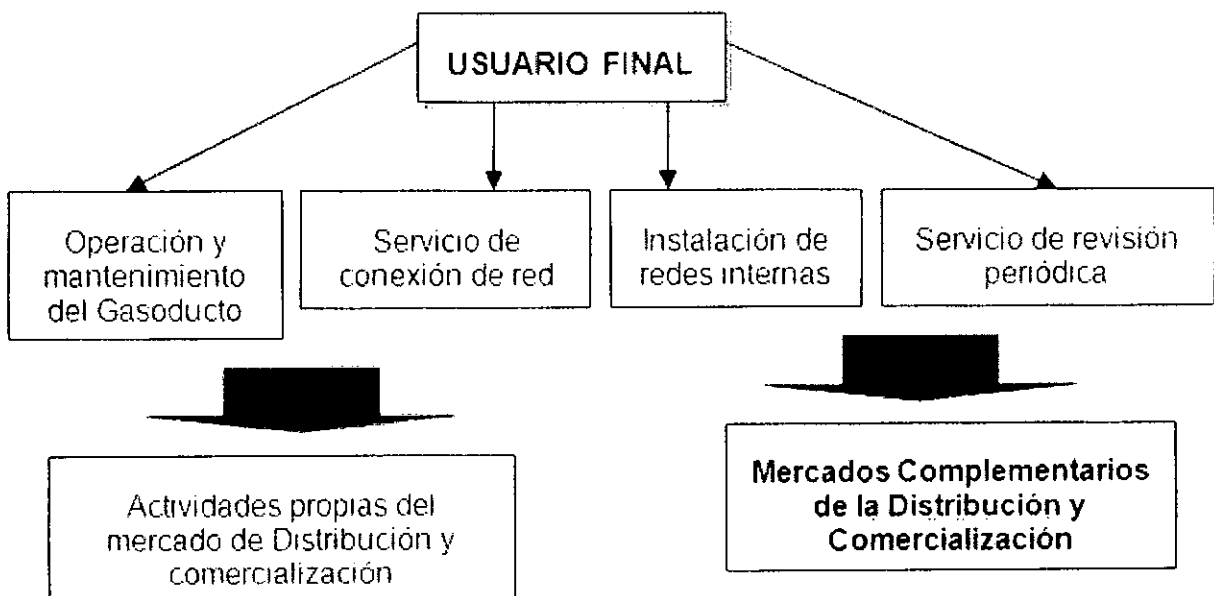 USUARIO FINAL
Operación y
mantenimiento
del Gasoducto
Servicio de
conexión de red
Instalación de
redes internas
Servicio de revisión
periódica
Actividades propias del
mercado de Distribución y
comercialización
Mercados Complementarios
de la Distribución y
Comercialización